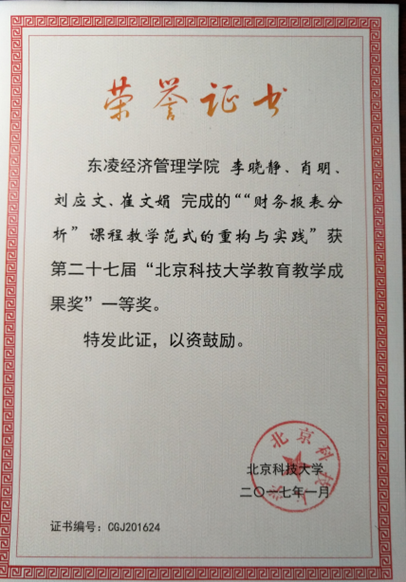 荣誉证书
东凌经济管理学院 李晓静、肖明、
刘应文、崔文娟 完成的““财务报表分
析”课程教学范式的重构与实践”获
第二十七届“北京科技大学教育教学成
果奖”一等奖。
特发此证，以资鼓励。
北京科技大学
北京科技大学
二〇一七年一月
证书编号：CGJ201624